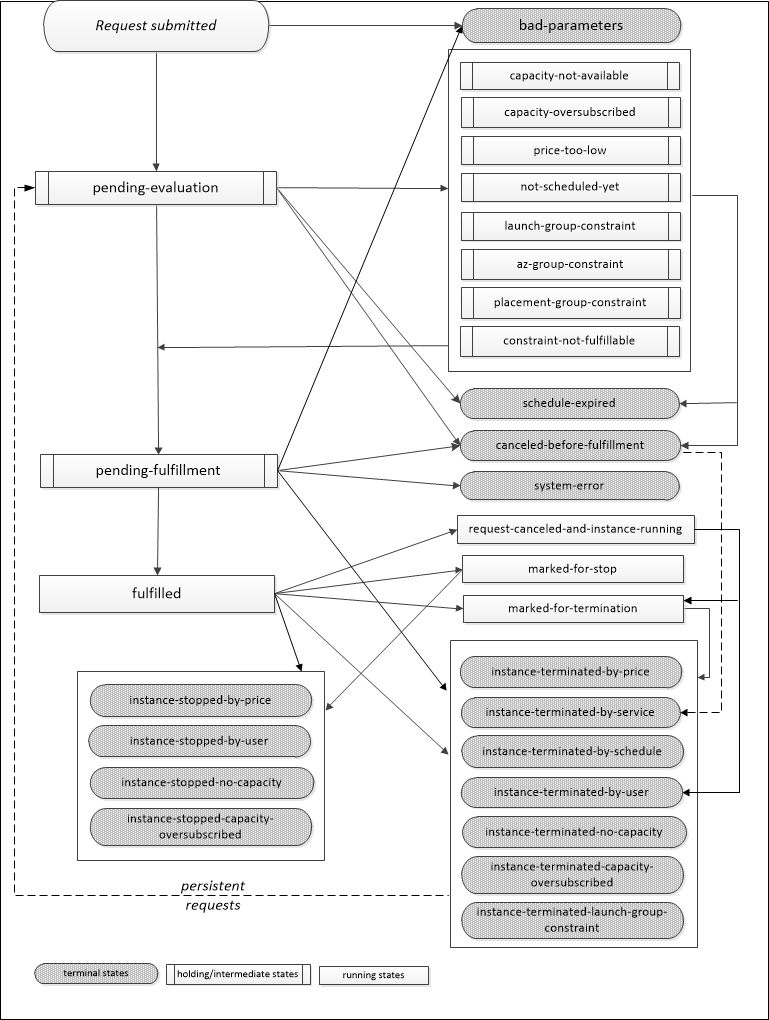 Request submitted
bad-parameters
capacity-not-available
capacity-oversubscribed
price-too-low
pending-evaluation
not-scheduled-yet
launch-group-constraint
az-group-constraint
placement-group-constraint
constraint-not-fulfillable
schedule-expired
canceled-before-fulfillment
pending-fulfillment
system-error
request-canceled-and-instance-running
marked-for-stop
fulfilled
marked-for-termination
instance-stopped-by-price
instance-stopped-by-user
instance-stopped-no-capacity
instance-stopped-capacity-
oversubscribed
instance-terminated-by-price
instance-terminated-by-service
instance-terminated-by-schedule
instance-terminated-by-user
instance-terminated-no-capacity
instance-terminated-capacity-
oversubscribed
instance-terminated-launch-group-
constraint
persistent
requests
terminal states
holding/intermediate states
running states